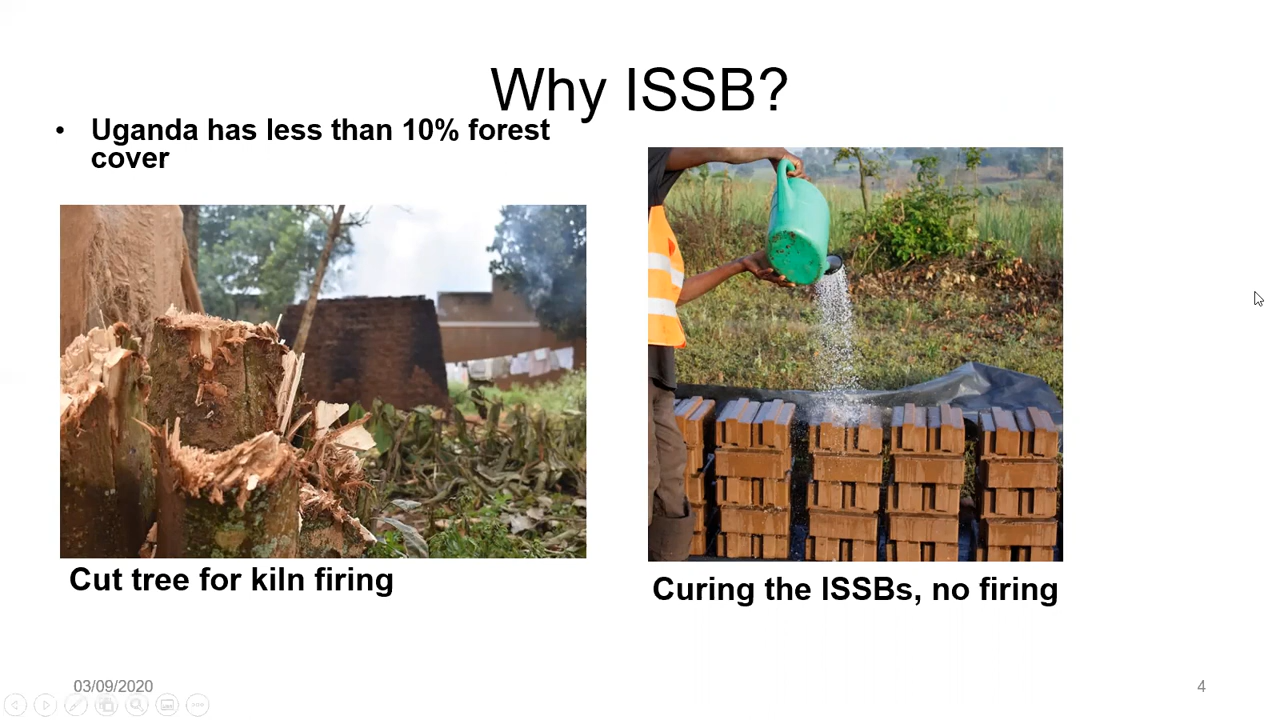 Why ISSB?
• Uganda has less than 10% forest
cover
Cut tree for kiln firing
Curing the ISSBs, no firing
03/09/2020
4